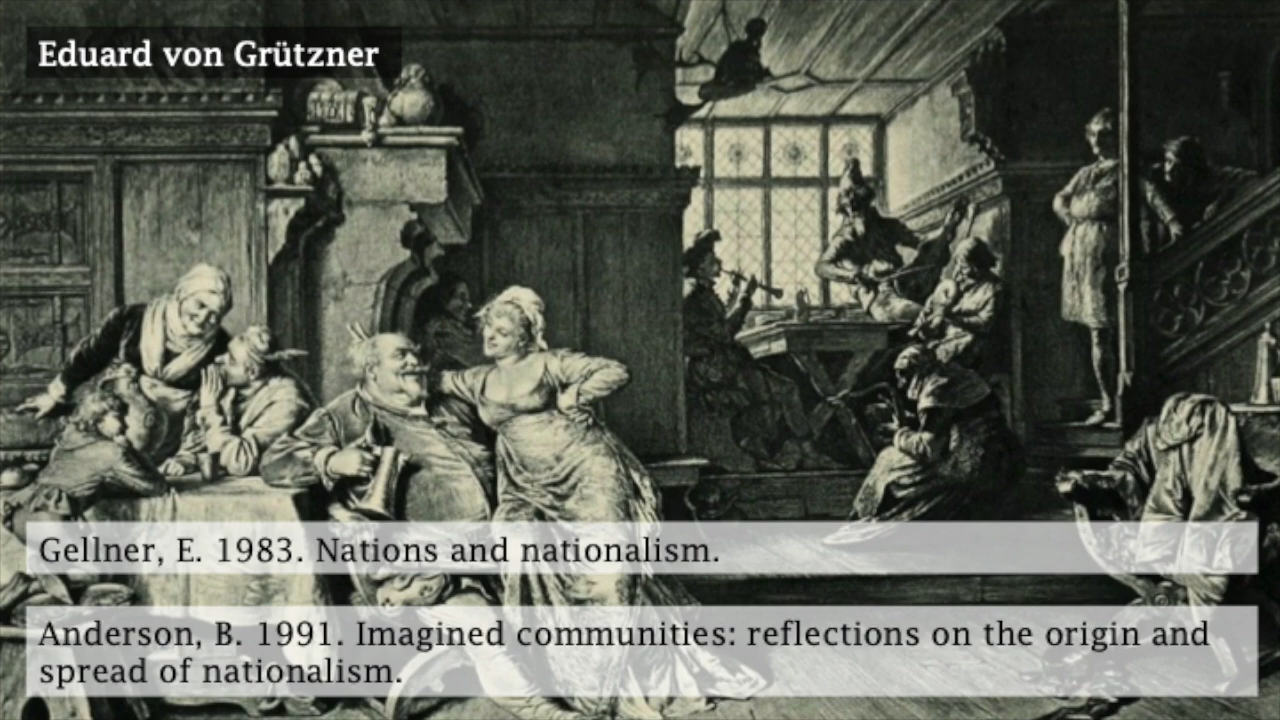 Eduard von Grützner
Gellner, E. 1983. Nations and nationalism.
Anderson, B. 1991. Imagined communities: reflections on the origin and
spread of nationalism.